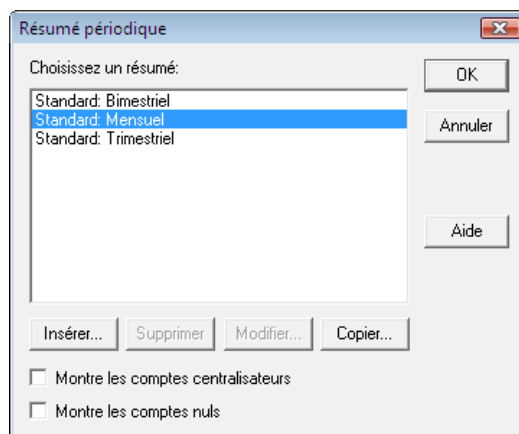 Résumé périodique
Choisissez un résumé:
OK
Standard: Bimestriel
Standard: Mensuel
Standard: Trimestriel
Annuler
Aide
Insérer... Supprimer Modifier... Copier...
Montre les comptes centralisateurs
Montre les comptes nuls